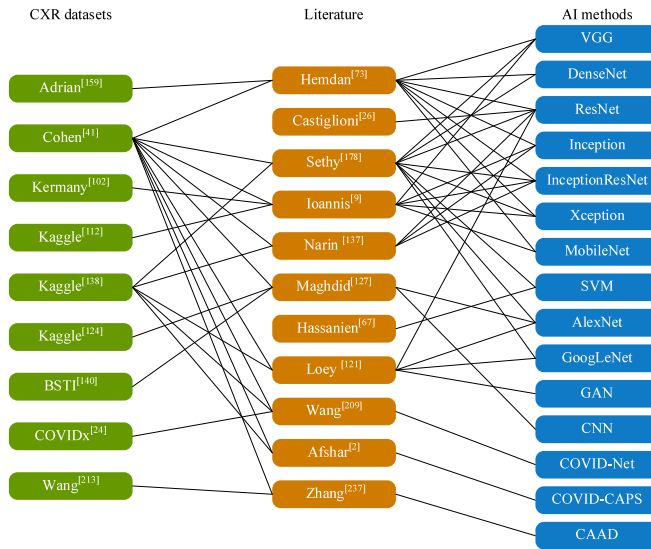 CXR datasets
Literature
AI methods
Adrian[159]
Cohen[41]
Kermany[102]
Kaggle[112]
Kaggle[138]
Kaggle[124]
BSTI[140]
COVIDx[24]
Wang[213]
Hemdan[73]
Castiglioni[26]
Sethy[178]
Ioannis[9]
Narin [137]
Maghdid[127]
Hassanien[67]
Loey [121]
Wang[209]
Afshar[2]
Zhang[237]
VGG
DenseNet
ResNet
Inception
InceptionResNet
Xception
MobileNet
SVM
AlexNet
GoogLeNet
GAN
CNN
COVID-Net
COVID-CAPS
CAAD